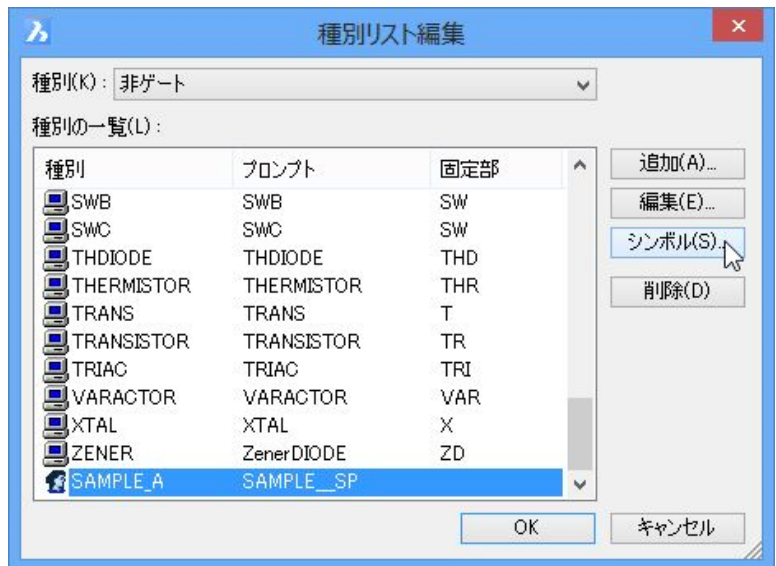 種別リスト編集
種別(K): 非ゲート
種別の一覧(L):
種別 プロンプト 固定部
SWB SWB SW
SWC SWC SW
THDIODE THDIODE THD
THERMISTOR THERMISTOR THR
TRANS TRANS T
TRANSISTOR TRANSISTOR TR
TRIAC TRIAC TRI
VARACTOR VARACTOR VAR
XTAL XTAL X
ZENER ZenerDIODE ZD
SAMPLE_A SAMPLE__SP
追加(A)...
編集(E)...
シンボル(S)...
削除(D)
OK キャンセル